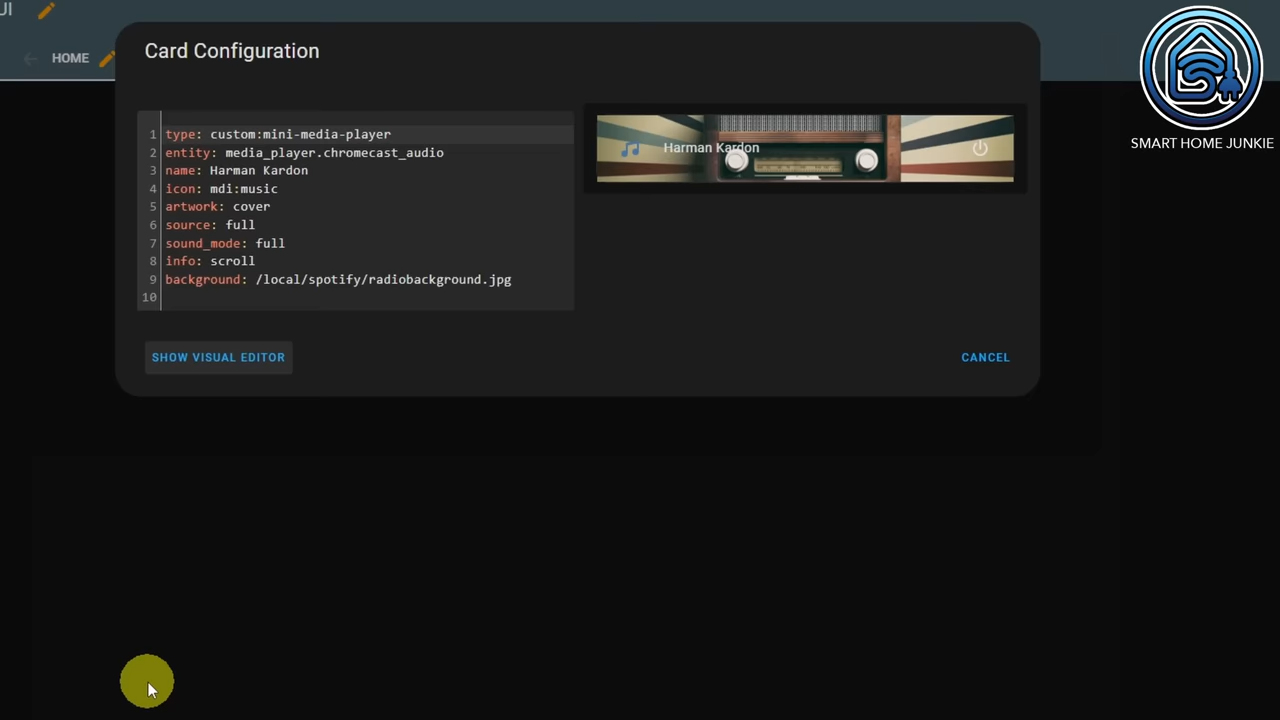 UI
HOME
Card Configuration
SMART HOME JUNKIE
1 type: custom:mini-media-player
2 entity: media_player.chromecast_audio
3 name: Harman Kardon
4 icon: mdi:music
5 artwork: cover
6 source: full
7 sound_mode: full
8 info: scroll
9 background: /local/spotify/radiobackground.jpg
10
Harman Kardon
SHOW VISUAL EDITOR
CANCEL